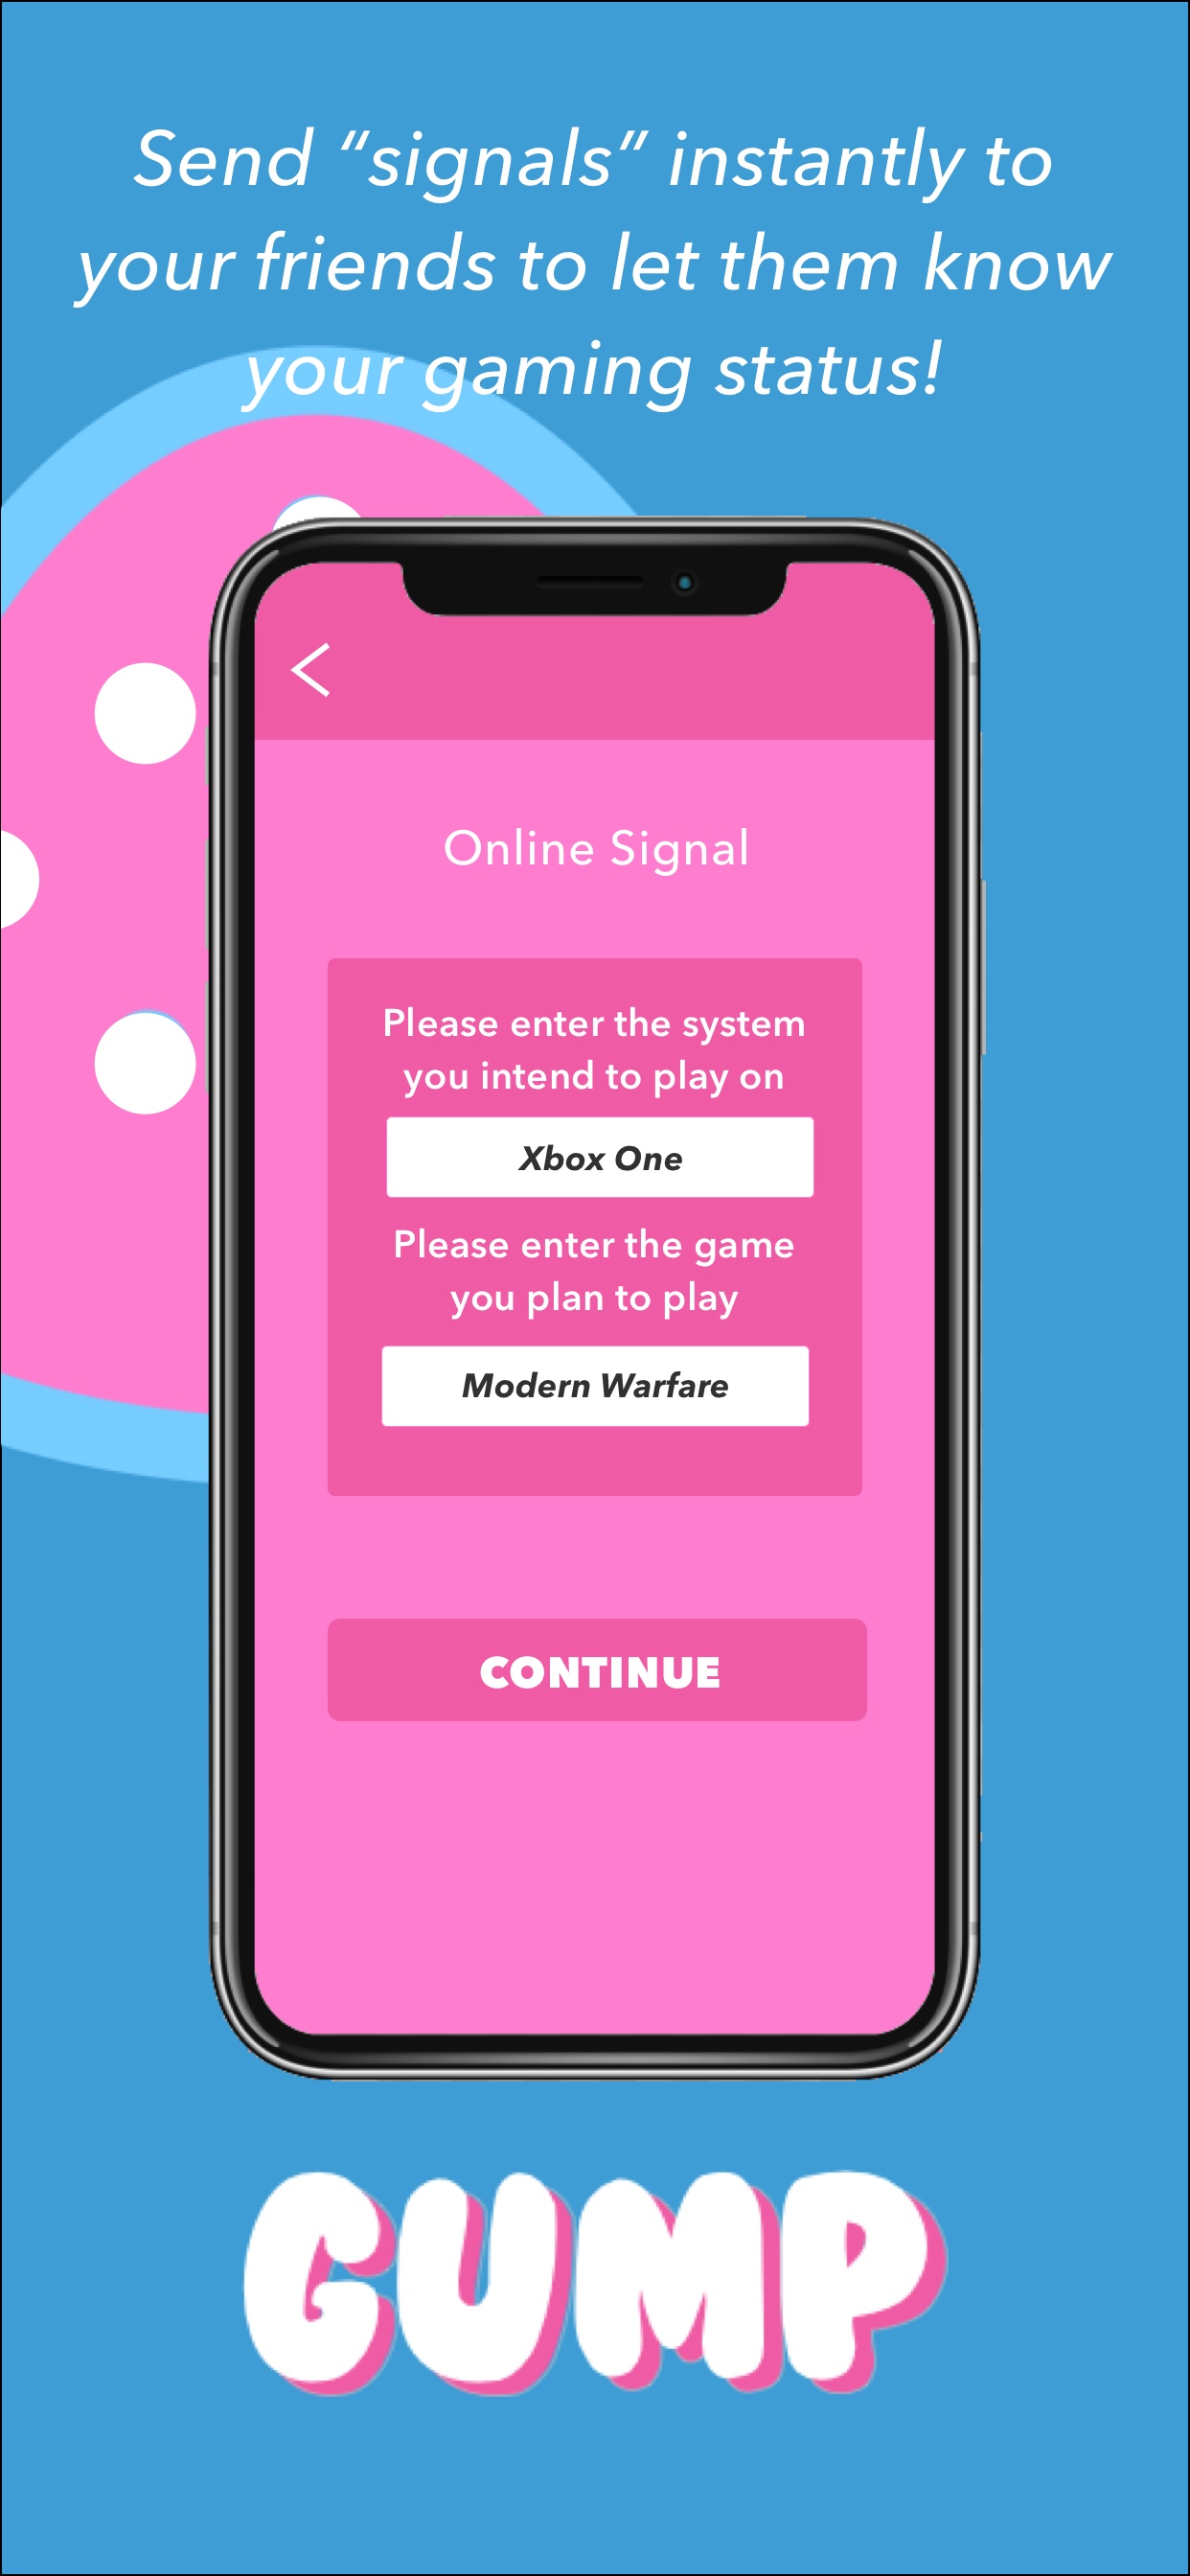 Send “signals” instantly to
your friends to let them know
your gaming status!
Online Signal
Please enter the system
you intend to play on
Xbox One
Please enter the game
you plan to play
Modern Warfare
CONTINUE
GUMP